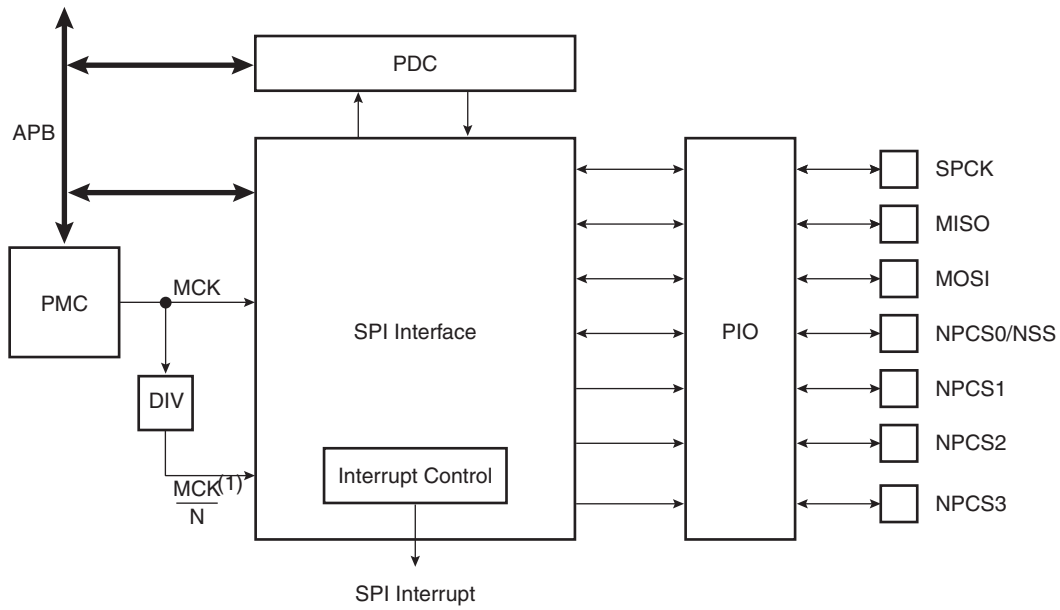 PDC
APB
SPCK
MISO
MOSI
PMC
MCK
SPI Interface
PIO
NPCS0/NSS
NPCS1
DIV
NPCS2
Interrupt Control
MCK(1)
N
NPCS3
SPI Interrupt